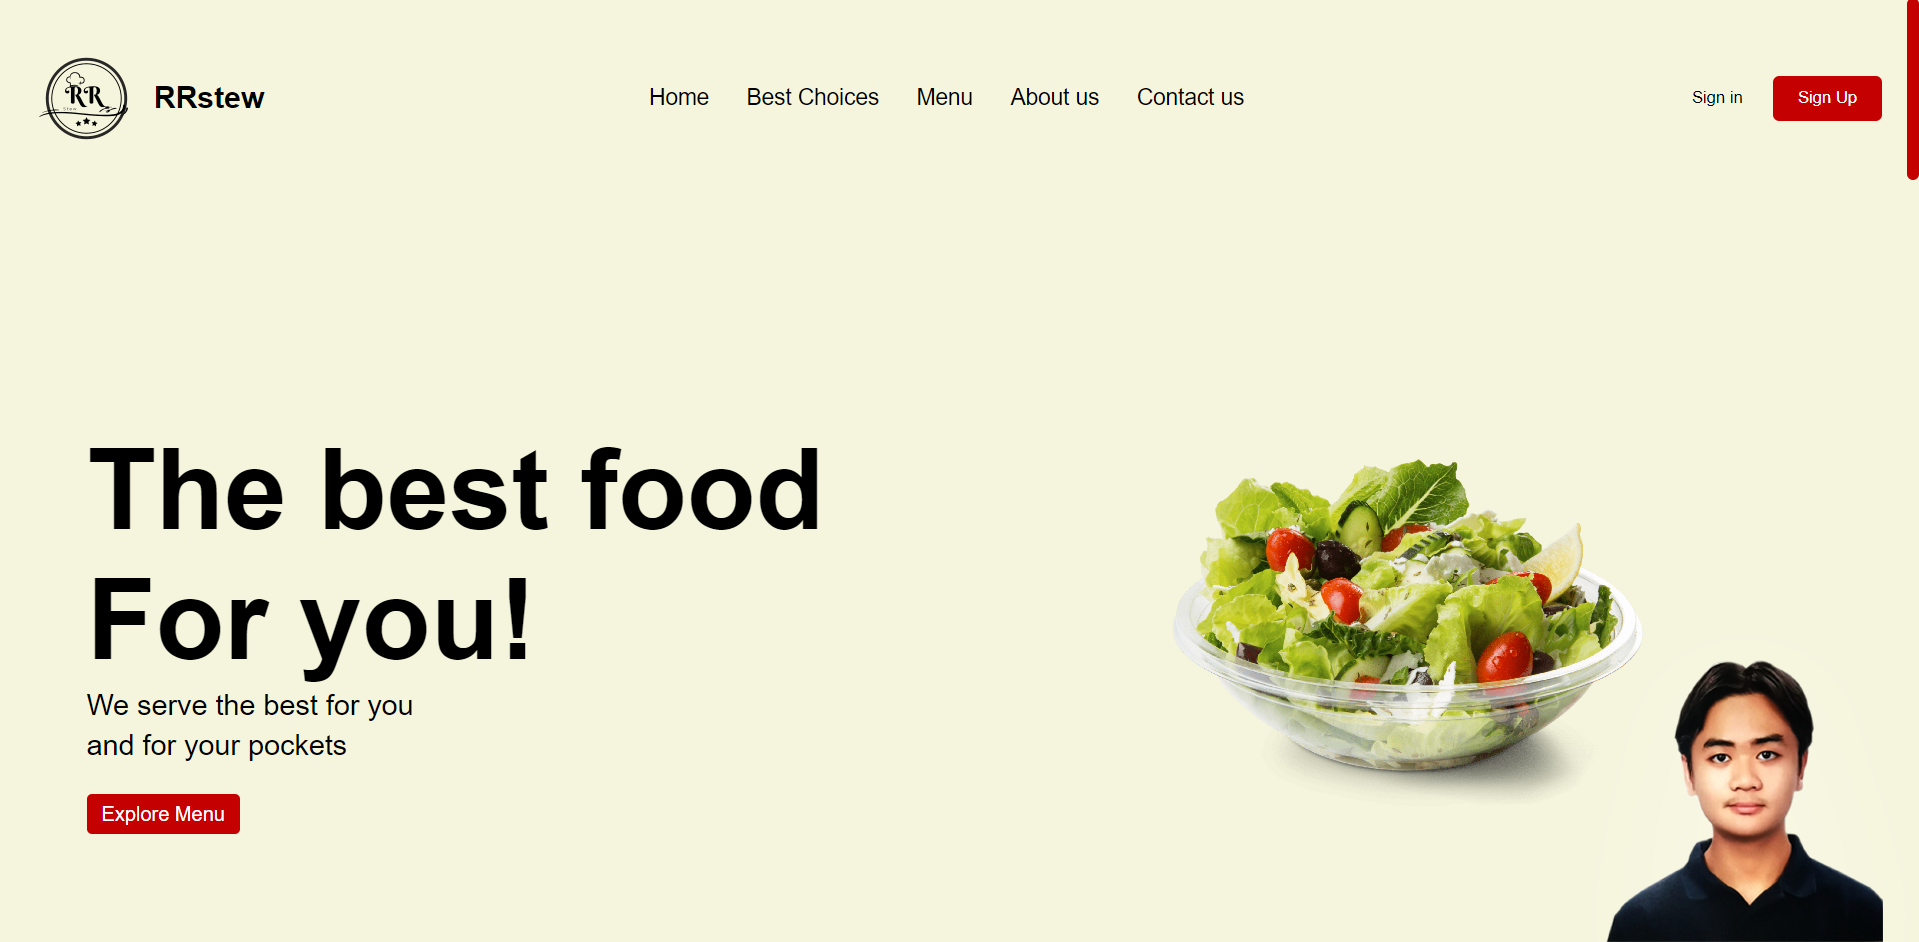 RR
Stew
RRstew
Home
Best Choices
Menu
About us
Contact us
Sign in
Sign Up
The best food
For you!
We serve the best for you
and for your pockets
Explore Menu